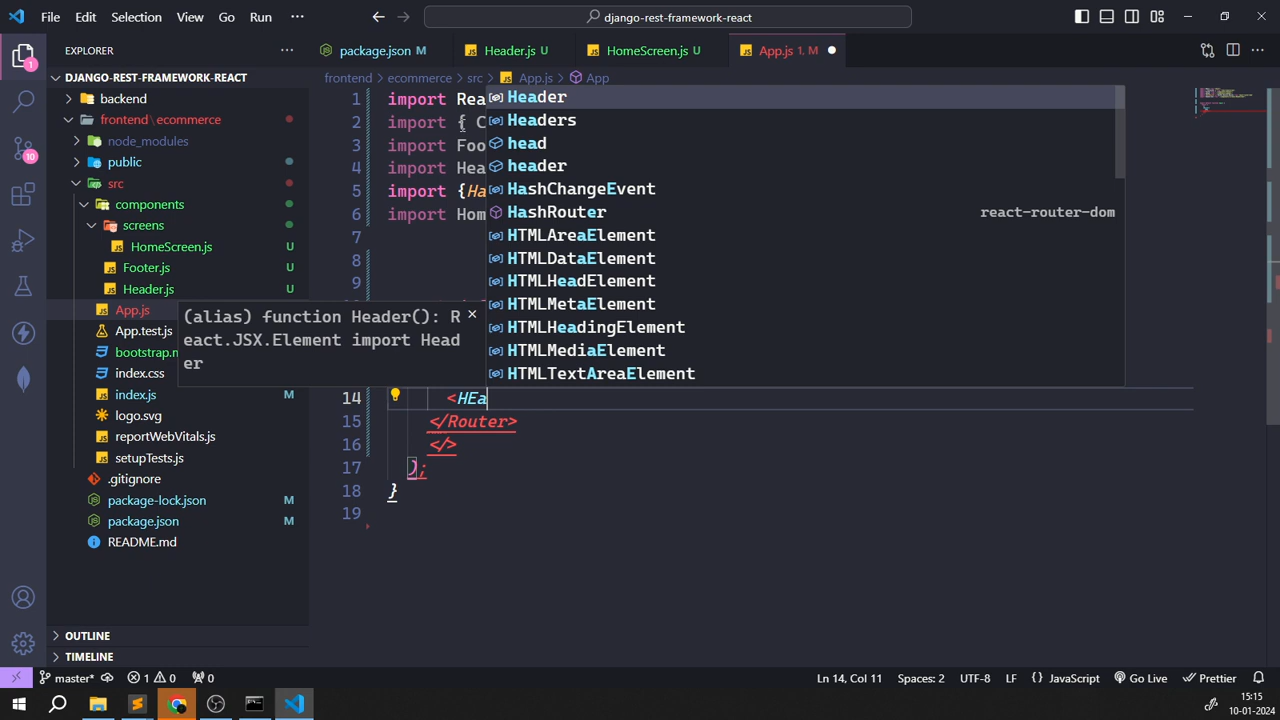 File Edit Selection View Go Run ··· django-rest-framework-react
EXPLORER ···
package.json M
Header.js U
HomeScreen.js U
App.js 1, M
DJANGO-REST-FRAMEWORK-REACT
backend
frontend\ecommerce
node_modules
public
src
components
screens
HomeScreen.js U
Footer.js U
Header.js U
App.js
App.test.js
bootstrap.m
index.css
index.js M
logo.svg
reportWebVitals.js
setupTests.js
.gitignore
package-lock.json M
package.json M
README.md
OUTLINE
TIMELINE
frontend > ecommerce > src > App.js > App
1 import Rea
2 import { C
3 import Foo
4 import Hea
5 import {Ha
6 import Hom
7
8
9
Header
Headers
head
header
HashChangeEvent
HashRouter react-router-dom
HTMLAreaElement
HTMLDataElement
HTMLHeadElement
HTMLMetaElement
HTMLHeadingElement
HTMLMediaElement
HTMLTextAreaElement
(alias) function Header(): R
eact.JSX.Element import Head
er
14 <HEa
15 </Router>
16 </>
17 );
18 }
19
1
10
master* 1 0 0 Ln 14, Col 11 Spaces: 2 UTF-8 LF {} JavaScript Go Live Prettier
15:15
10-01-2024